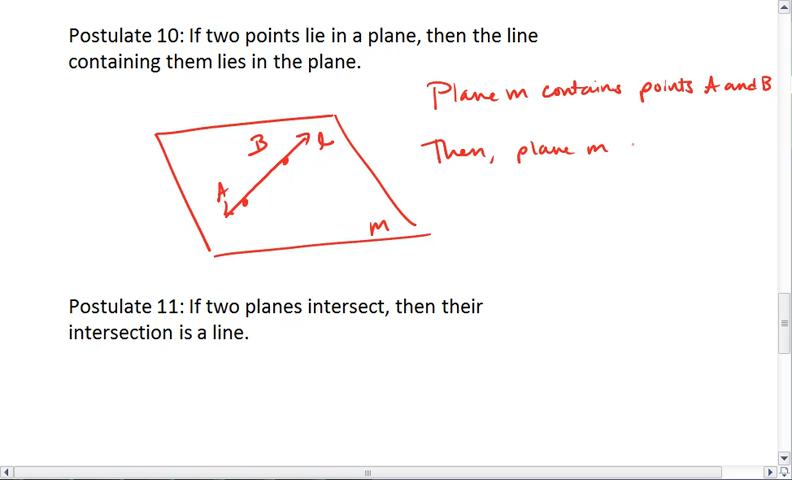 Postulate 10: If two points lie in a plane, then the line
containing them lies in the plane.
Plane m contains points A and B
Then, plane m
B
l
A
m
Postulate 11: If two planes intersect, then their
intersection is a line.